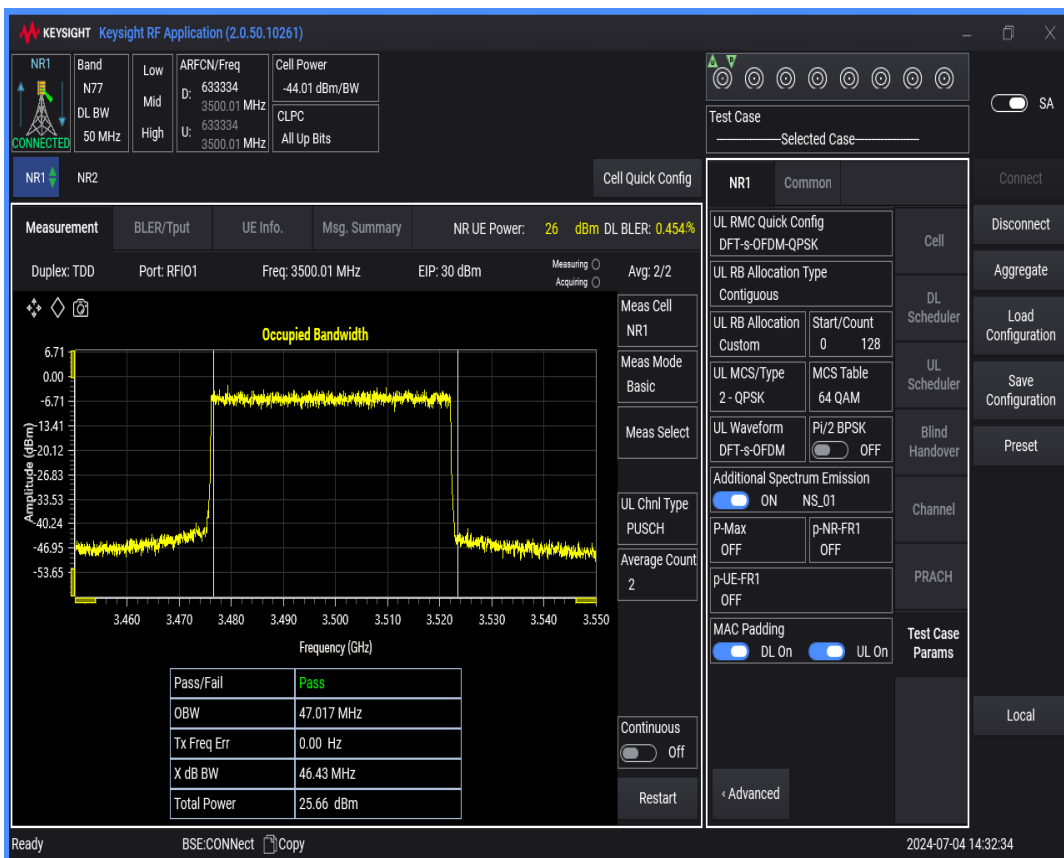 KEYSIGHT Keysight RF Application (2.0.50.10261)
NR1
CONNECTED
Band
N77
DL BW
50 MHz
Low
Mid
High
ARFCN/Freq
D: 633334
3500.01 MHz
U: 633334
3500.01 MHz
Cell Power
-44.01 dBm/BW
CLPC
All Up Bits
Test Case
--------------------Selected Case--------------------
SA
NR1 NR2 Cell Quick Config
Measurement BLER/Tput UE Info. Msg. Summary NR UE Power: 26 dBm DL BLER: 0.454%
Duplex: TDD Port: RFIO1 Freq: 3500.01 MHz EIP: 30 dBm Measuring Acquiring Avg: 2/2
Occupied Bandwidth
Amplitude (dBm)
6.71
0.00
-6.71
-13.41
-20.12
-26.83
-33.53
-40.24
-46.95
-53.65
3.460 3.470 3.480 3.490 3.500 3.510 3.520 3.530 3.540 3.550
Frequency (GHz)
Pass/Fail Pass
OBW 47.017 MHz
Tx Freq Err 0.00 Hz
X dB BW 46.43 MHz
Total Power 25.66 dBm
Meas Cell
NR1
Meas Mode
Basic
Meas Select
UL Chnl Type
PUSCH
Average Count
2
Continuous
Off
Restart
NR1 Common
UL RMC Quick Config
DFT-s-OFDM-QPSK
UL RB Allocation Type
Contiguous
UL RB Allocation
Custom
Start/Count
0 128
UL MCS/Type
2 - QPSK
MCS Table
64 QAM
UL Waveform
DFT-s-OFDM
Pi/2 BPSK
OFF
Additional Spectrum Emission
ON NS_01
P-Max
OFF
p-NR-FR1
OFF
p-UE-FR1
OFF
MAC Padding
DL On UL On
‹ Advanced
Cell
DL
Scheduler
UL
Scheduler
Blind
Handover
Channel
PRACH
Test Case
Params
Connect
Disconnect
Aggregate
Load
Configuration
Save
Configuration
Preset
Local
Ready BSE:CONNect Copy 2024-07-04 14:32:34